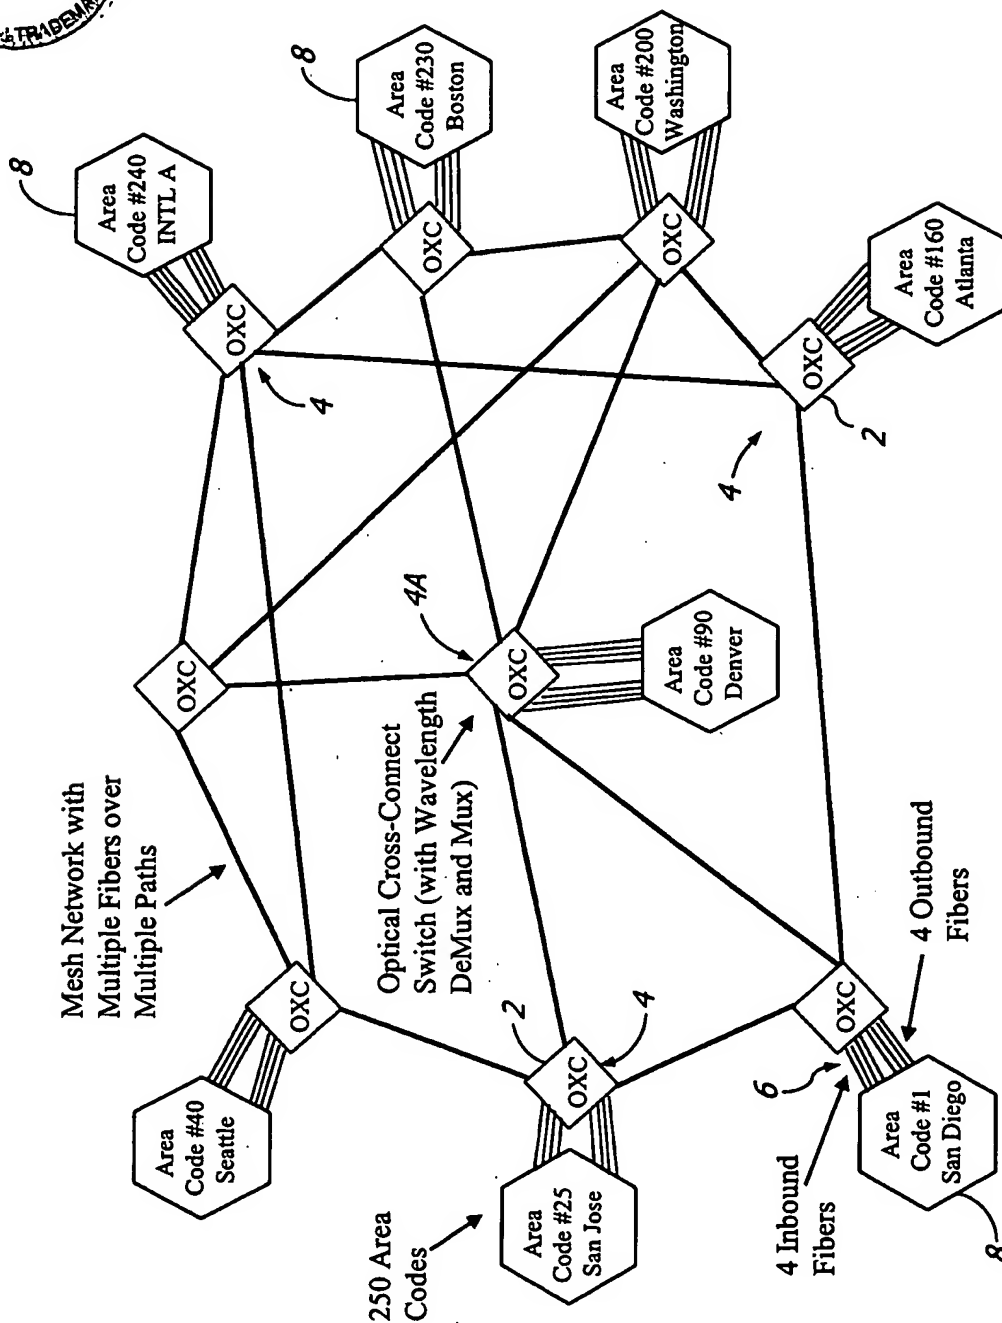 8
Mesh Network with
Multiple Fibers over
Multiple Paths
Area
Code #240
INTL A
Area
Code #40
Seattle
OXC
OXC
OXC
8
4
250 Area
Codes
Area
Code #230
Boston
Optical Cross-Connect
Switch (with Wavelength
DeMux and Mux)
4A
OXC
Area
Code #25
San Jose
OXC
2
4
OXC
Area
Code #200
Washington
OXC
Area
Code #90
Denver
4
4 Inbound
Fibers
6
OXC
OXC
2
Area
Code #1
San Diego
4 Outbound
Fibers
Area
Code #160
Atlanta
8